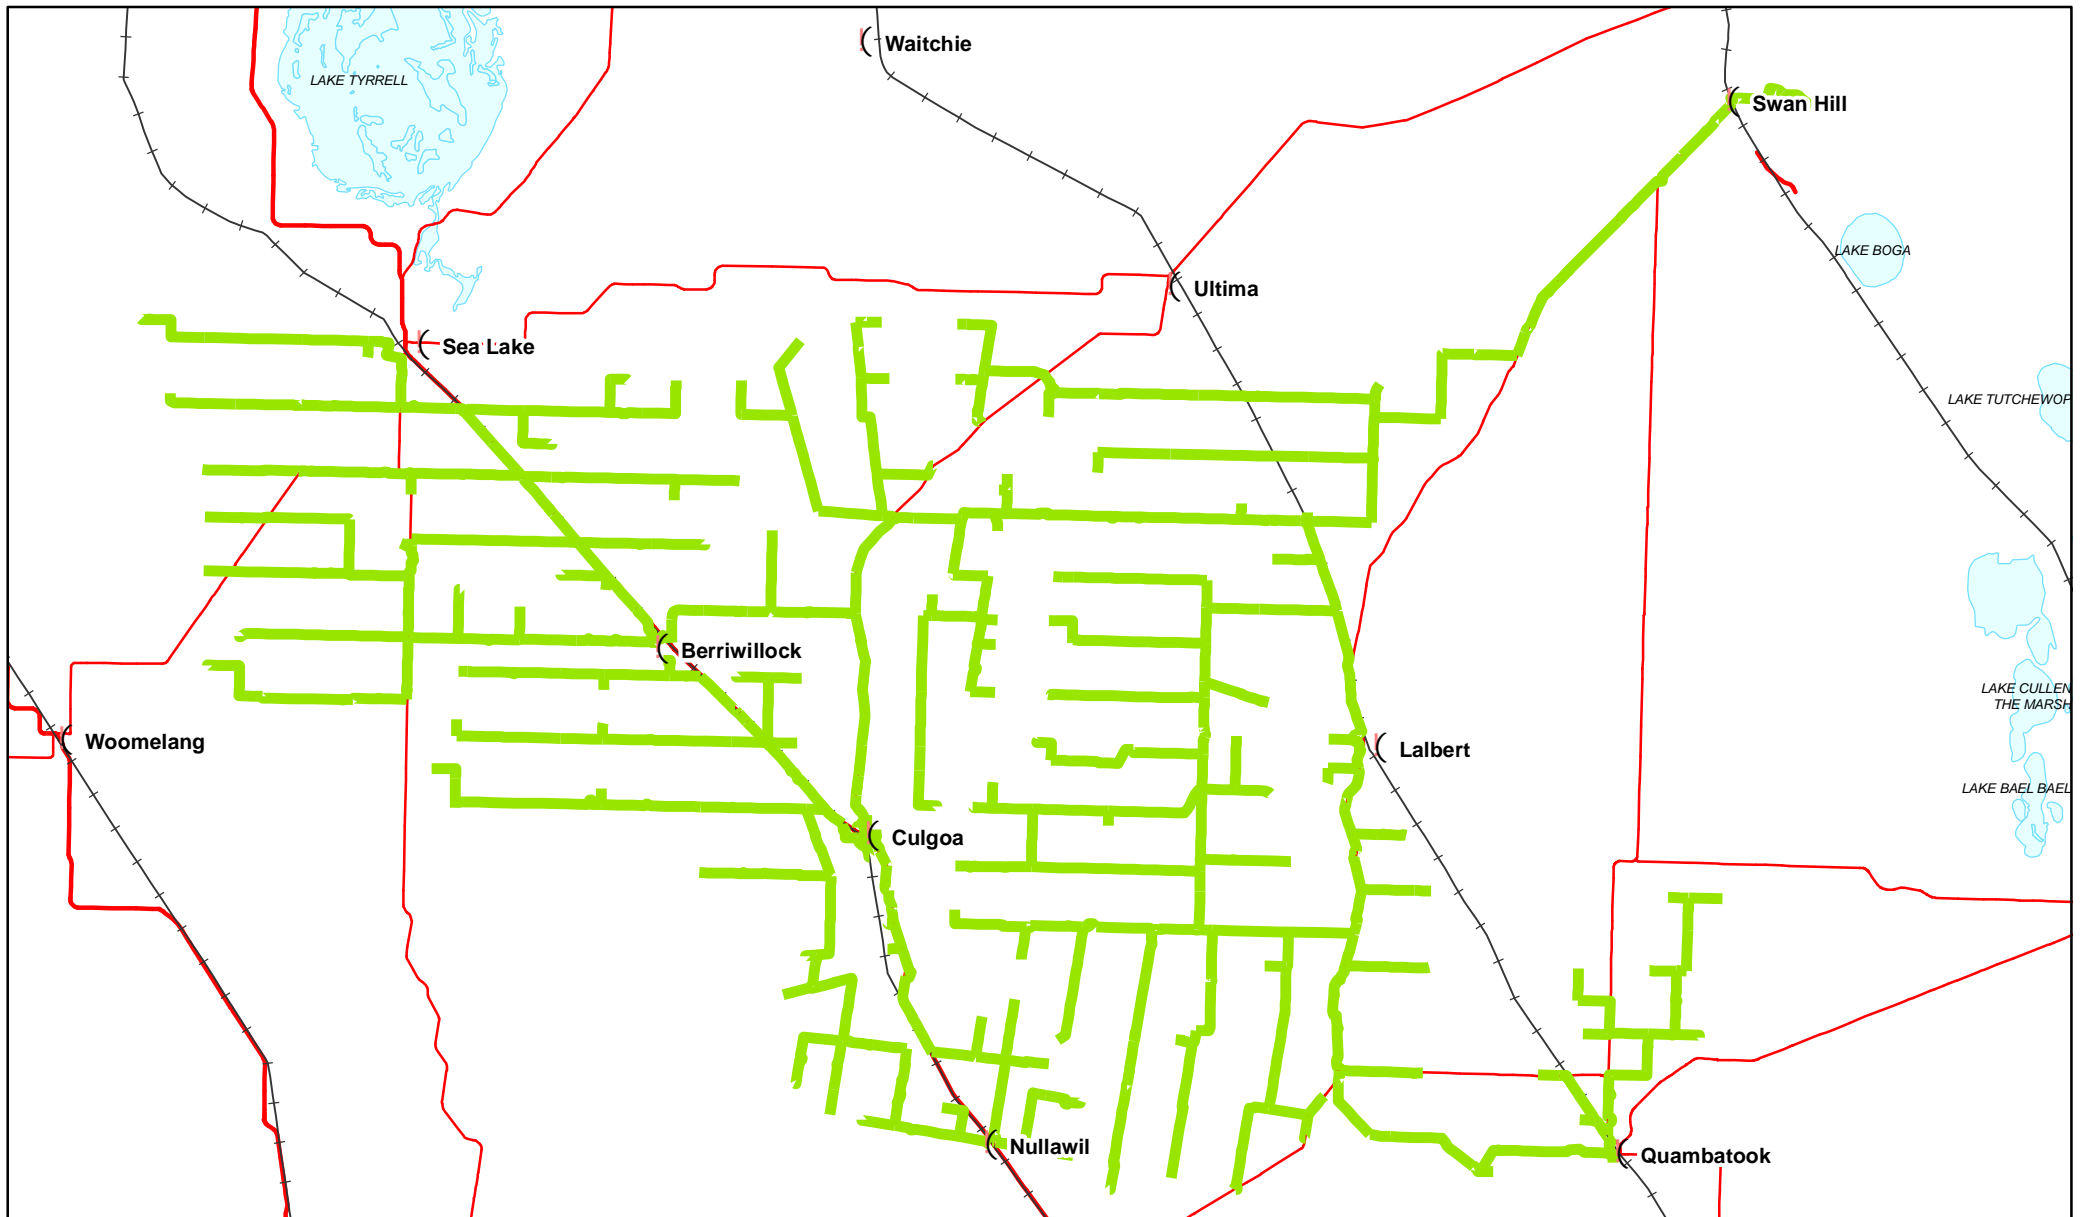 Waitchie
LAKE TYRRELL
Swan Hill
LAKE BOGA
Ultima
Sea Lake
LAKE TUTCHEWOP
Berriwillock
LAKE CULLEN
THE MARSH
Woomelang
Lalbert
LAKE BAEL BAEL
Culgoa
Nullawil
Quambatook